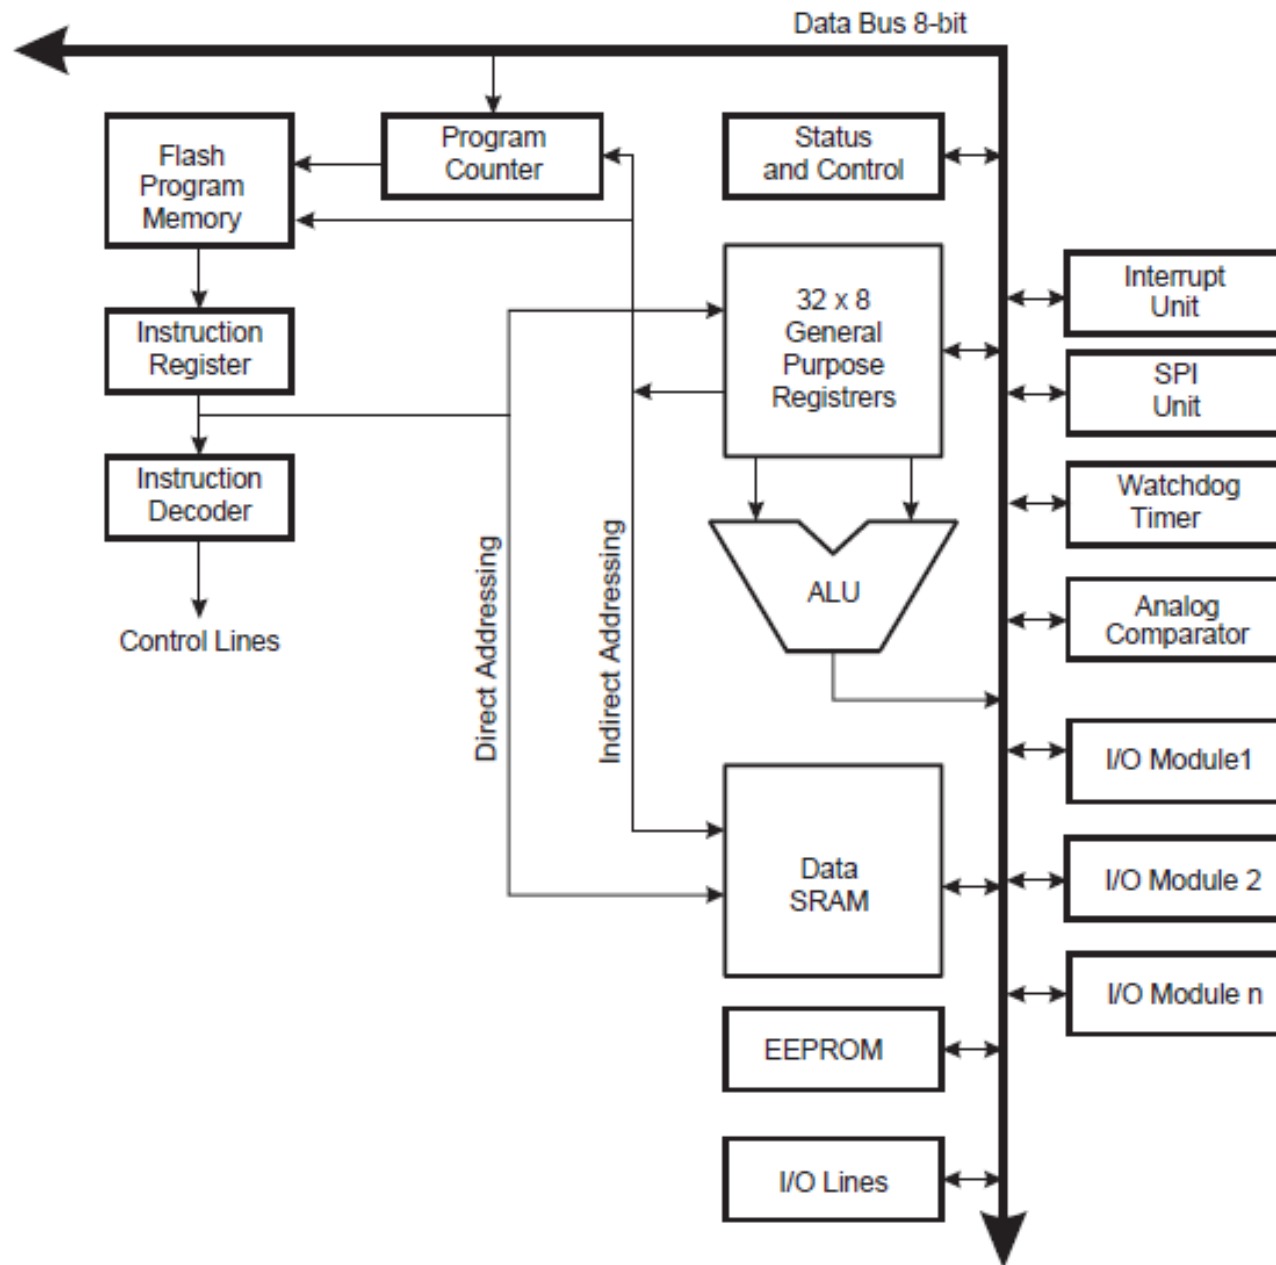 Data Bus 8-bit
Flash
Program
Memory
Program
Counter
Status
and Control
Instruction
Register
32 x 8
General
Purpose
Registrers
Interrupt
Unit
SPI
Unit
Instruction
Decoder
Watchdog
Timer
Control Lines
Direct Addressing
Indirect Addressing
ALU
Analog
Comparator
I/O Module1
Data
SRAM
I/O Module 2
I/O Module n
EEPROM
I/O Lines